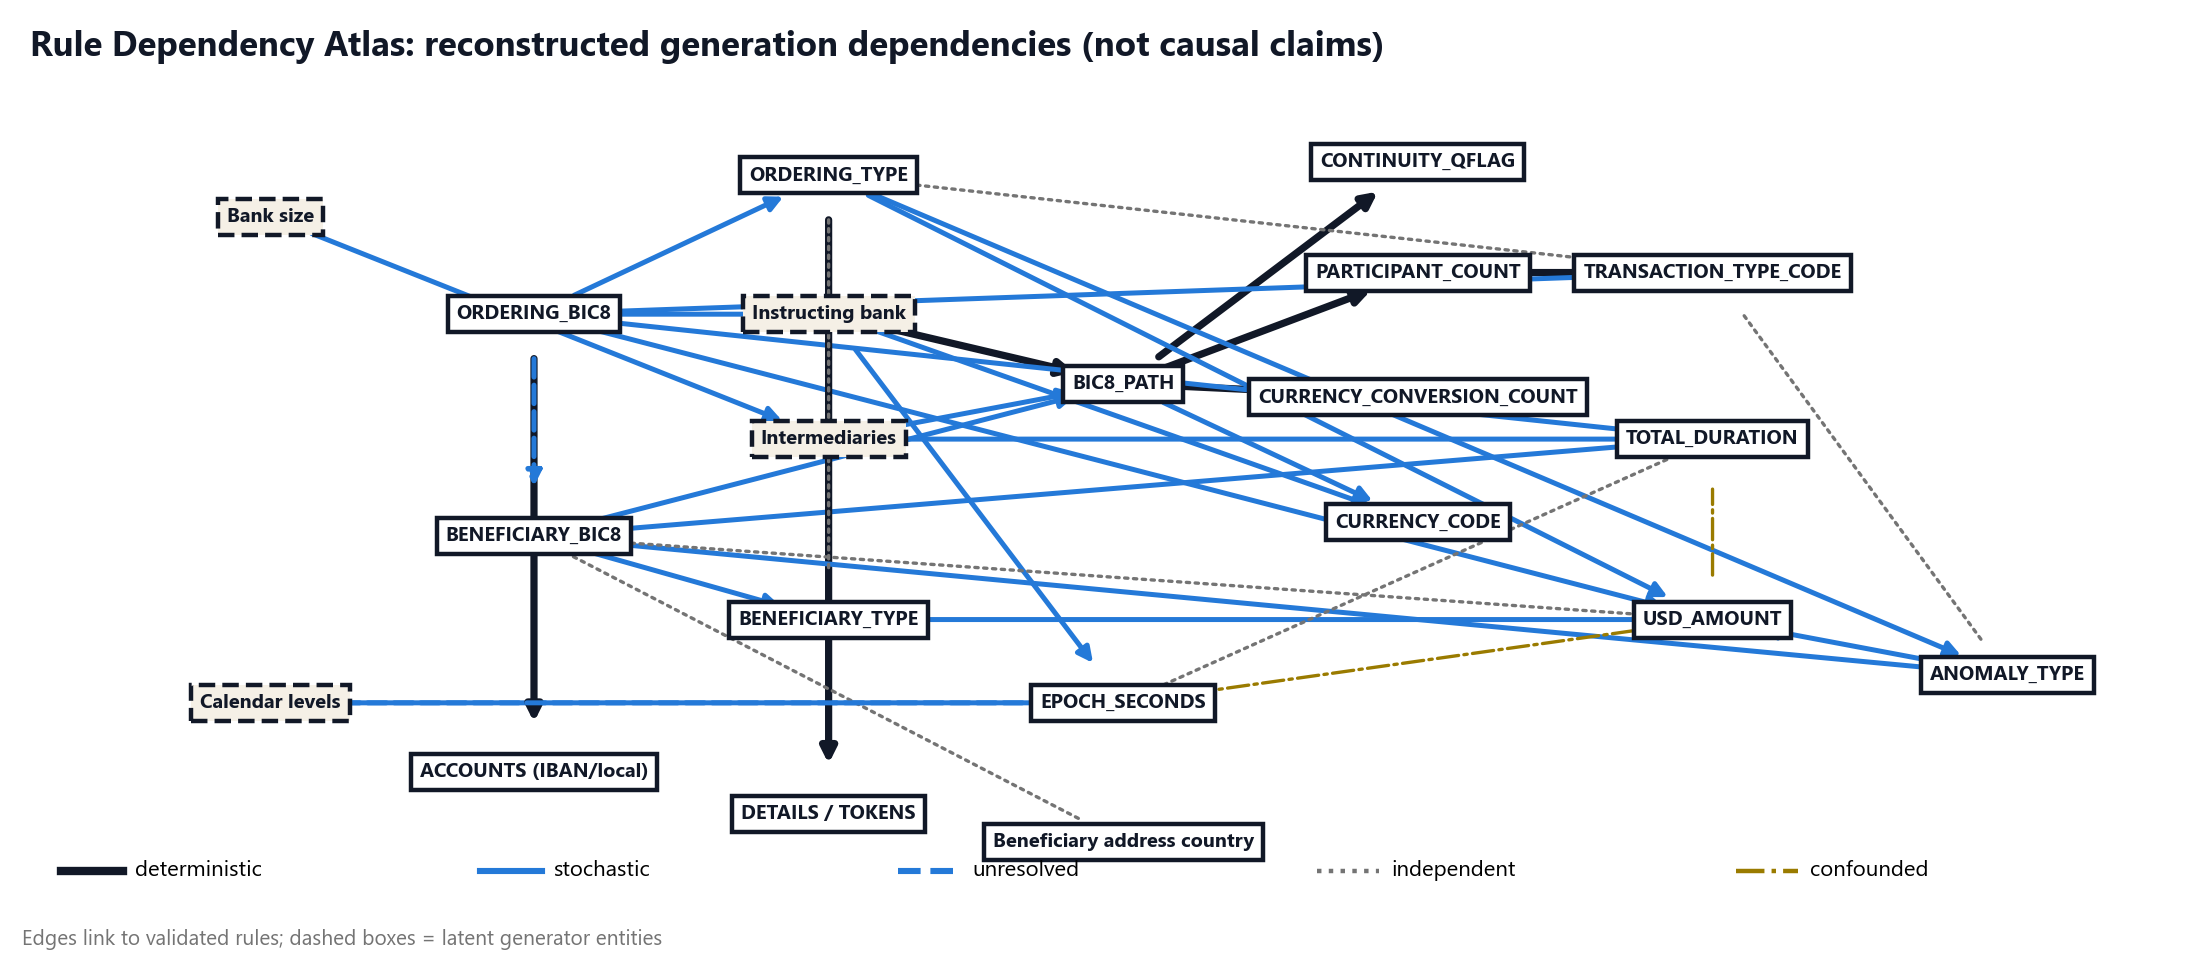 Rule Dependency Atlas: reconstructed generation dependencies (not causal claims)
CONTINUITY_QFLAG
ORDERING_TYPE
Bank size
PARTICIPANT_COUNT
TRANSACTION_TYPE_CODE
ORDERING_BIC8
Instructing bank
BIC8_PATH
CURRENCY_CONVERSION_COUNT
Intermediaries
TOTAL_DURATION
CURRENCY_CODE
BENEFICIARY_BIC8
BENEFICIARY_TYPE
USD_AMOUNT
ANOMALY_TYPE
Calendar levels
EPOCH_SECONDS
ACCOUNTS (IBAN/local)
DETAILS / TOKENS
Beneficiary address country
deterministic
stochastic
unresolved
independent
confounded
Edges link to validated rules; dashed boxes = latent generator entities